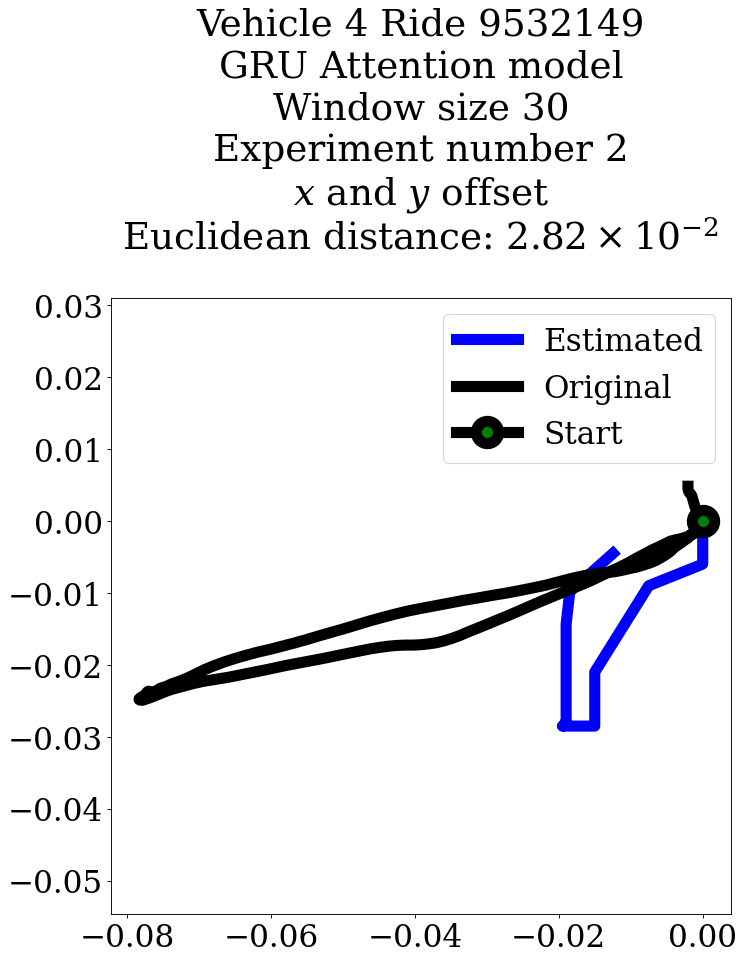 Vehicle 4 Ride 9532149
GRU Attention model
Window size 30
Experiment number 2
x and y offset
Euclidean distance: 2.82 × 10⁻²
Estimated
Original
Start
0.03
0.02
0.01
0.00
−0.01
−0.02
−0.03
−0.04
−0.05
−0.08 −0.06 −0.04 −0.02 0.00